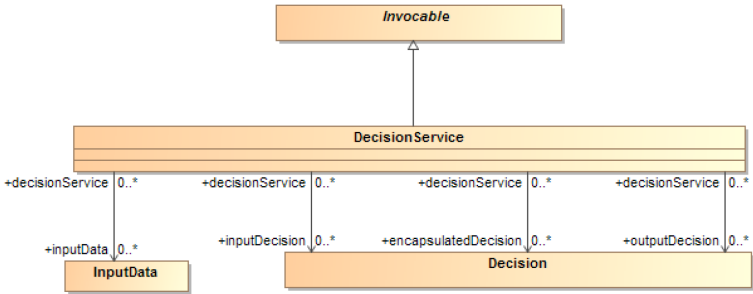 Invocable
DecisionService
+decisionService 0..* +decisionService 0..* +decisionService 0..* +decisionService 0..*
+inputData 0..* +inputDecision 0..* +encapsulatedDecision 0..* +outputDecision 0..*
InputData
Decision